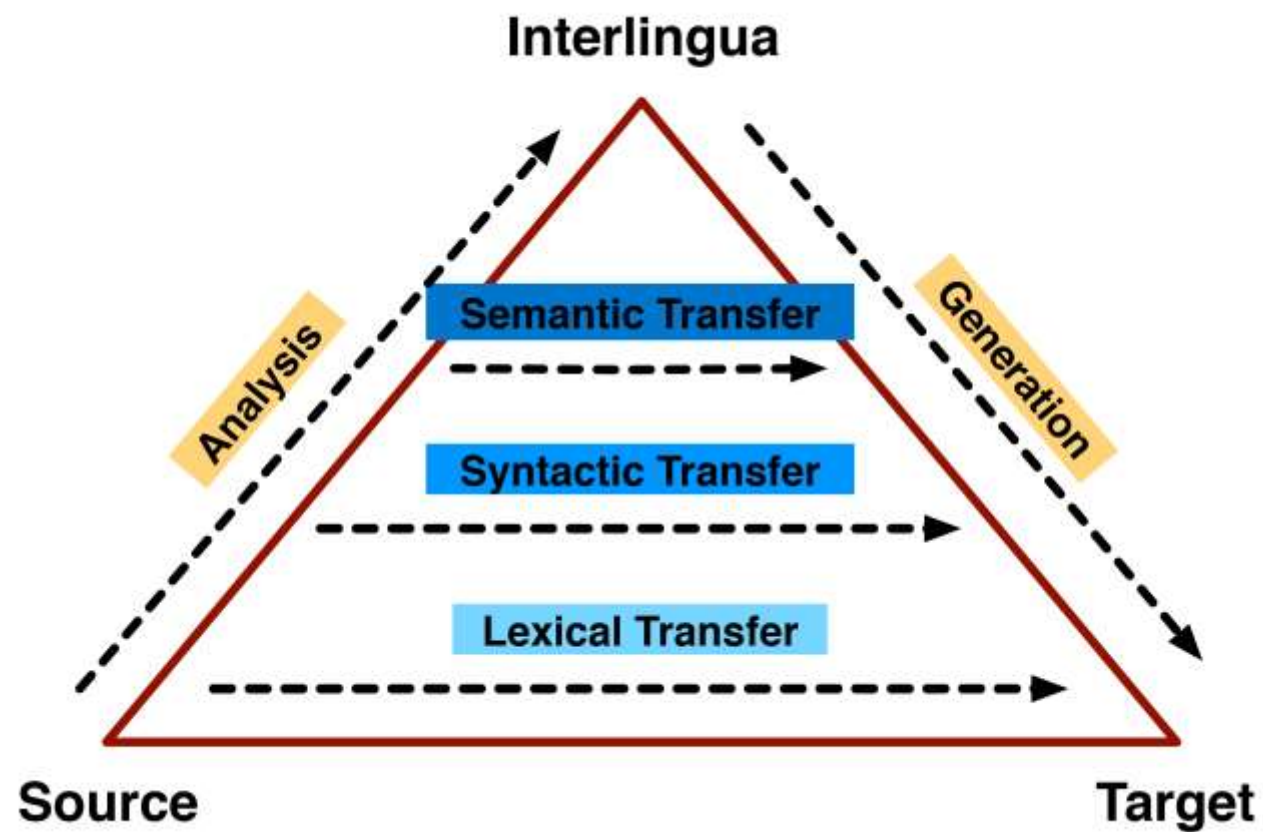 Interlingua
Semantic Transfer
Analysis
Generation
Syntactic Transfer
Lexical Transfer
Source
Target